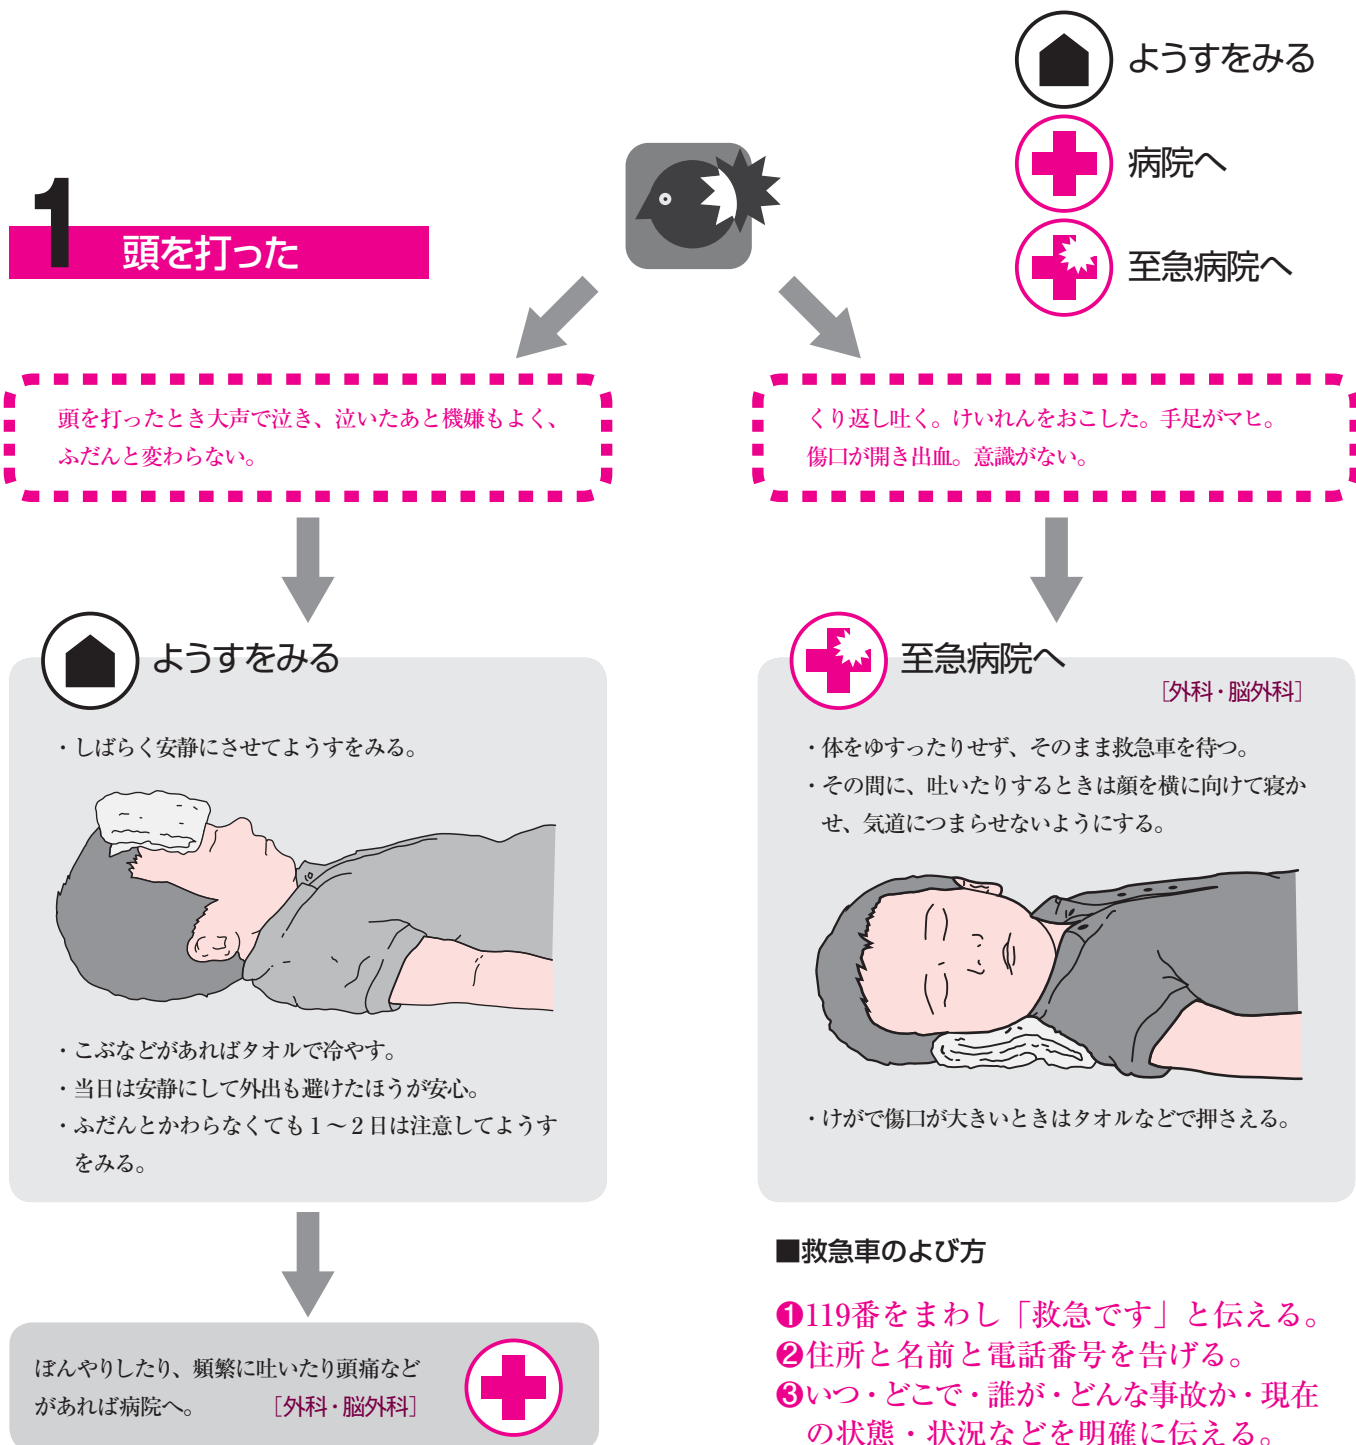 ようすをみる
病院へ
至急病院へ
1
頭を打った
頭を打ったとき大声で泣き、泣いたあと機嫌もよく、
ふだんと変わらない。
くり返し吐く。けいれんをおこした。手足がマヒ。
傷口が開き出血。意識がない。
ようすをみる
・しばらく安静にさせてようすをみる。
・こぶなどがあればタオルで冷やす。
・当日は安静にして外出も避けたほうが安心。
・ふだんとかわらなくても1〜2日は注意してようす
をみる。
ぼんやりしたり、頻繁に吐いたり頭痛など
があれば病院へ。 [外科・脳外科]
至急病院へ
[外科・脳外科]
・体をゆすったりせず、そのまま救急車を待つ。
・その間に、吐いたりするときは顔を横に向けて寝か
せ、気道につまらせないようにする。
・けがで傷口が大きいときはタオルなどで押さえる。
■救急車のよび方
❶119番をまわし「救急です」と伝える。
❷住所と名前と電話番号を告げる。
❸いつ・どこで・誰が・どんな事故か・現在
の状態・状況などを明確に伝える。